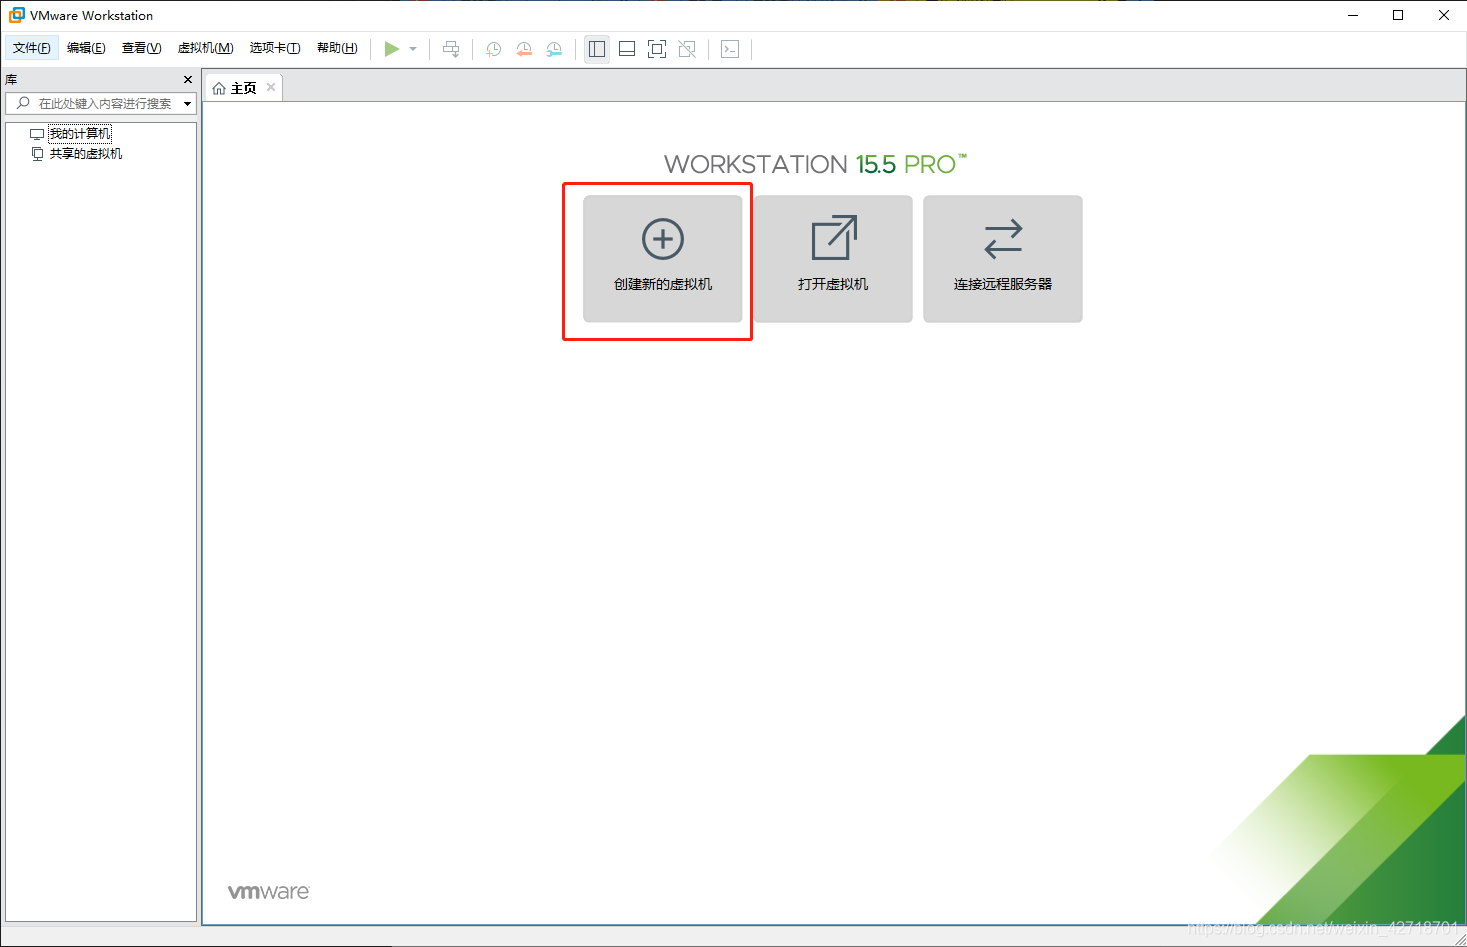 VMware Workstation
文件(F) 编辑(E) 查看(V) 虚拟机(M) 选项卡(T) 帮助(H)
库
在此处键入内容进行搜索
我的计算机
共享的虚拟机
主页
WORKSTATION 15.5 PRO™
创建新的虚拟机
打开虚拟机
连接远程服务器
vmware
https://blog.csdn.net/weixin_42718701